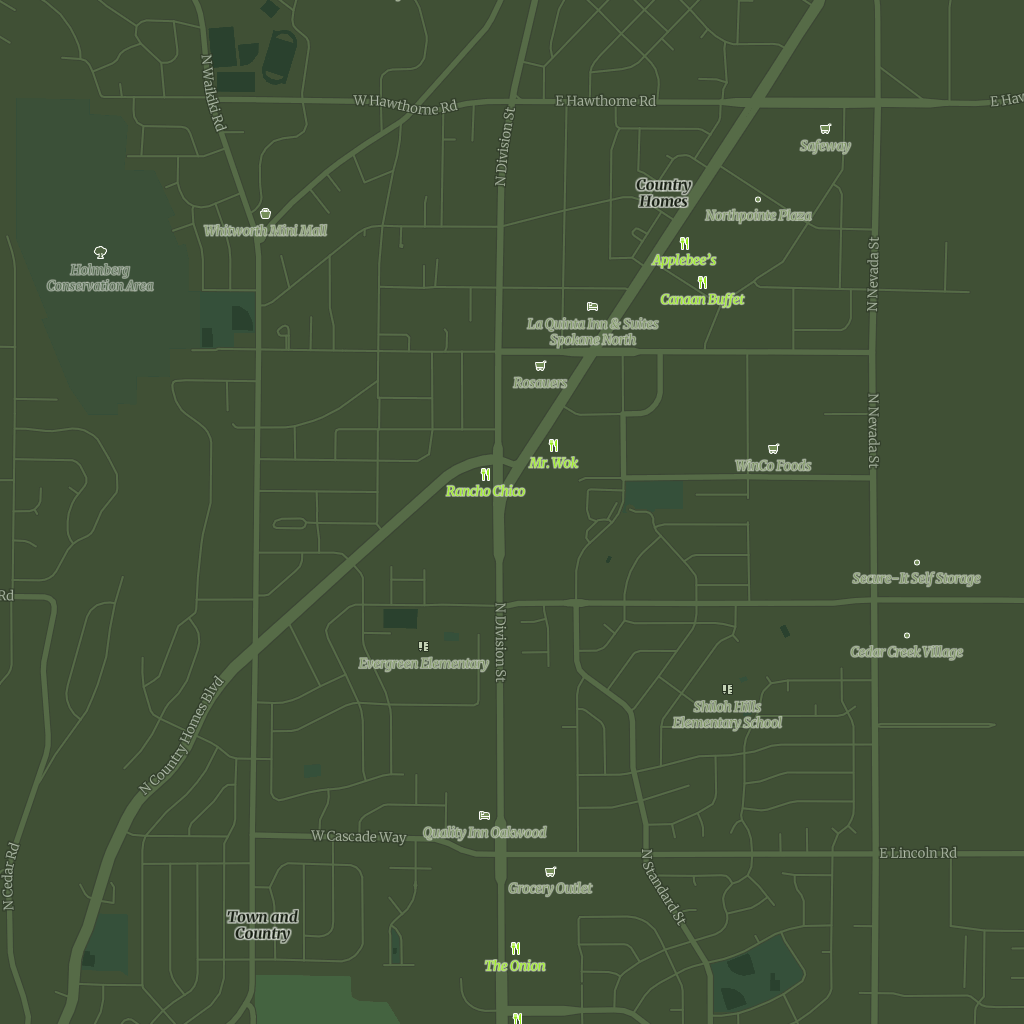 N Waikiki Rd
W Hawthorne Rd
E Hawthorne Rd
E Haw
N Division St
Safeway
Country
Homes
Northpointe Plaza
Whitworth Mini Mall
Holmberg
Conservation Area
Applebee's
Canaan Buffet
N Nevada St
La Quinta Inn & Suites
Spokane North
Rosauers
N Nevada St
Mr. Wok
WinCo Foods
Rancho Chico
Secure-It Self Storage
Rd
N Division St
Evergreen Elementary
Cedar Creek Village
Shiloh Hills
Elementary School
N Country Homes Blvd
Quality Inn Oakwood
W Cascade Way
E Lincoln Rd
N Cedar Rd
Grocery Outlet
N Standard St
Town and
Country
The Onion